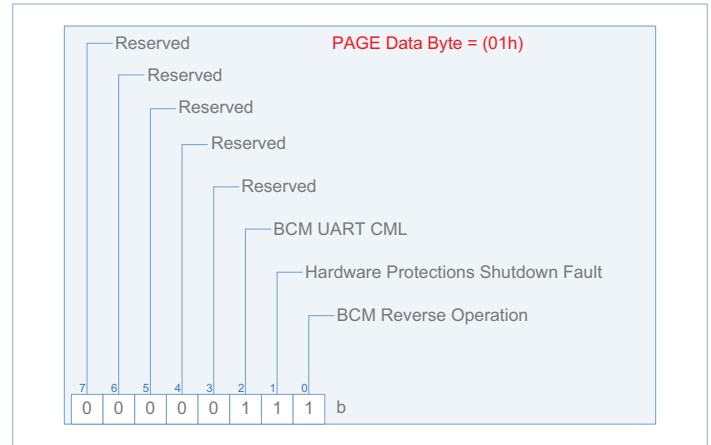 Reserved PAGE Data Byte = (01h)
Reserved
Reserved
Reserved
Reserved
BCM UART CML
Hardware Protections Shutdown Fault
BCM Reverse Operation
7 6 5 4 3 2 1 0
0 0 0 0 0 1 1 1 b